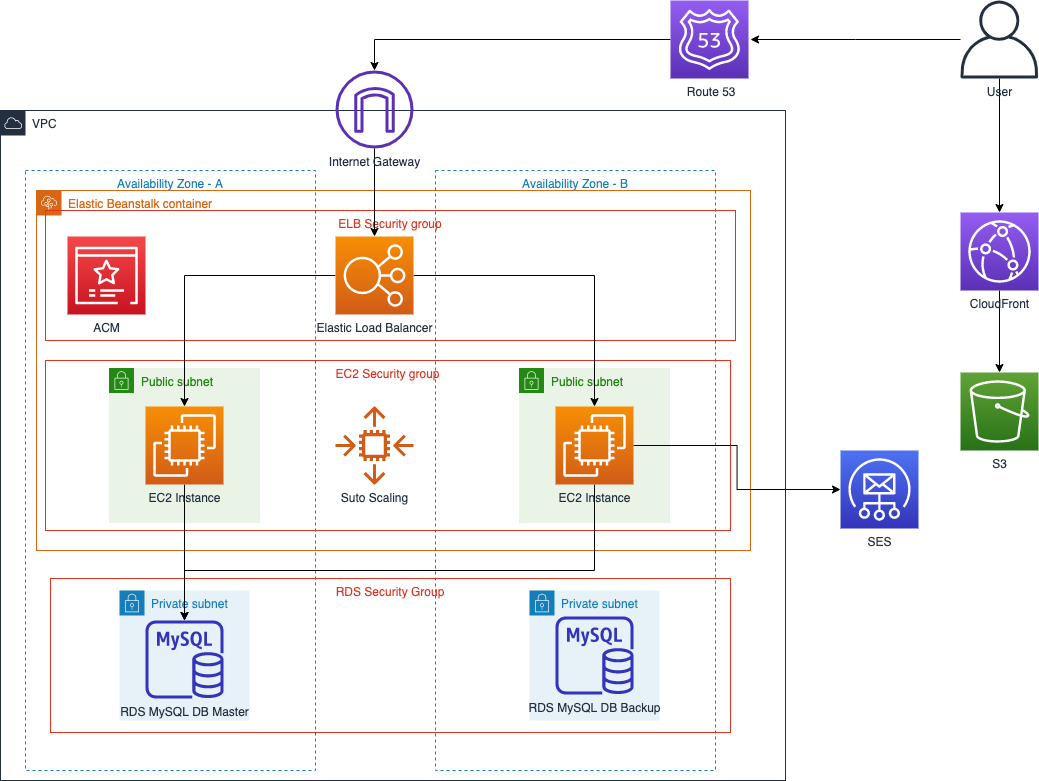 53
Route 53
User
VPC
Internet Gateway
Availability Zone - A
Availability Zone - B
Elastic Beanstalk container
ELB Security group
ACM
Elastic Load Balancer
CloudFront
EC2 Security group
Public subnet
Public subnet
EC2 Instance
Suto Scaling
EC2 Instance
S3
SES
RDS Security Group
Private subnet
Private subnet
MySQL
MySQL
RDS MySQL DB Master
RDS MySQL DB Backup